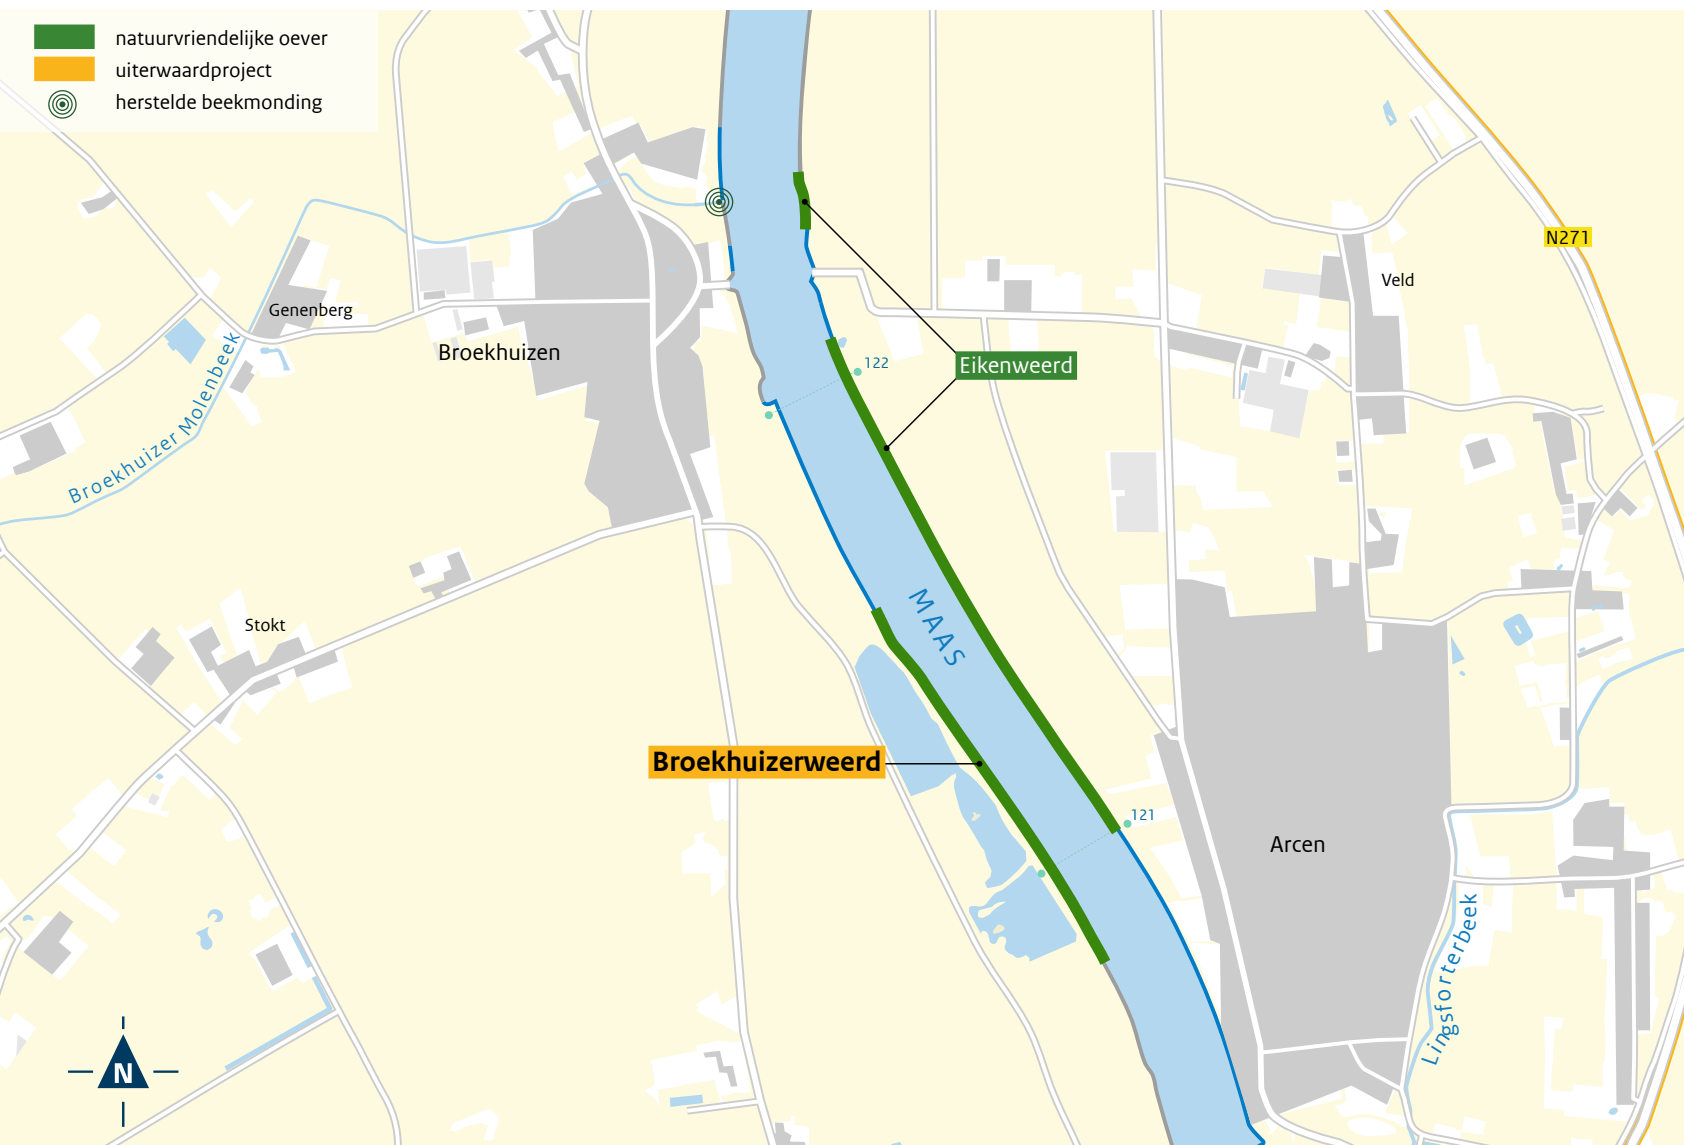 natuurvriendelijke oever
uiterwaardproject
herstelde beekmonding
N271
Veld
Genenberg
Broekhuizen
122
Eikenweerd
Broekhuizer Molenbeek
MAAS
Stokt
Broekhuizerweerd
121
Arcen
Lingsforterbeek
N